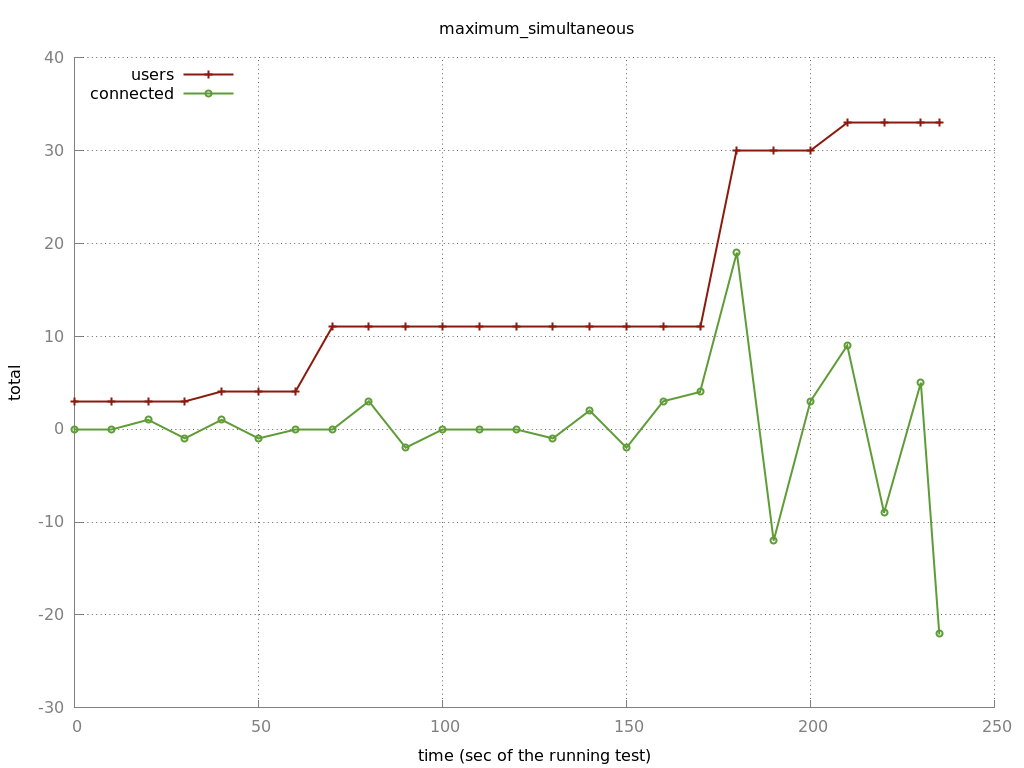 maximum_simultaneous
users
connected
40
30
20
10
0
-10
-20
-30
total
0 50 100 150 200 250
time (sec of the running test)